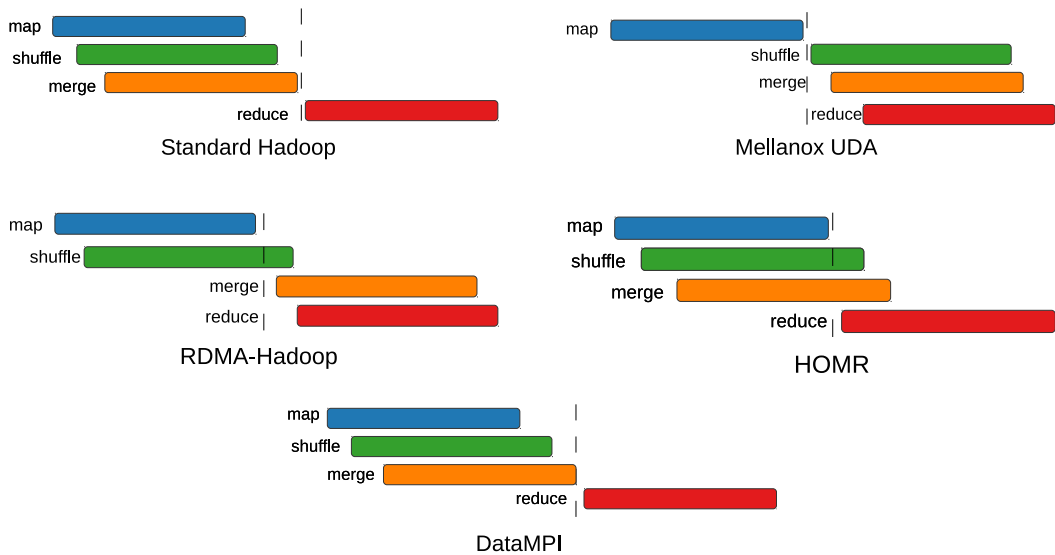 map
shuffle
merge
reduce
Standard Hadoop
map
shuffle
merge
reduce
Mellanox UDA
map
shuffle
merge
reduce
RDMA-Hadoop
map
shuffle
merge
reduce
HOMR
map
shuffle
merge
reduce
DataMPI